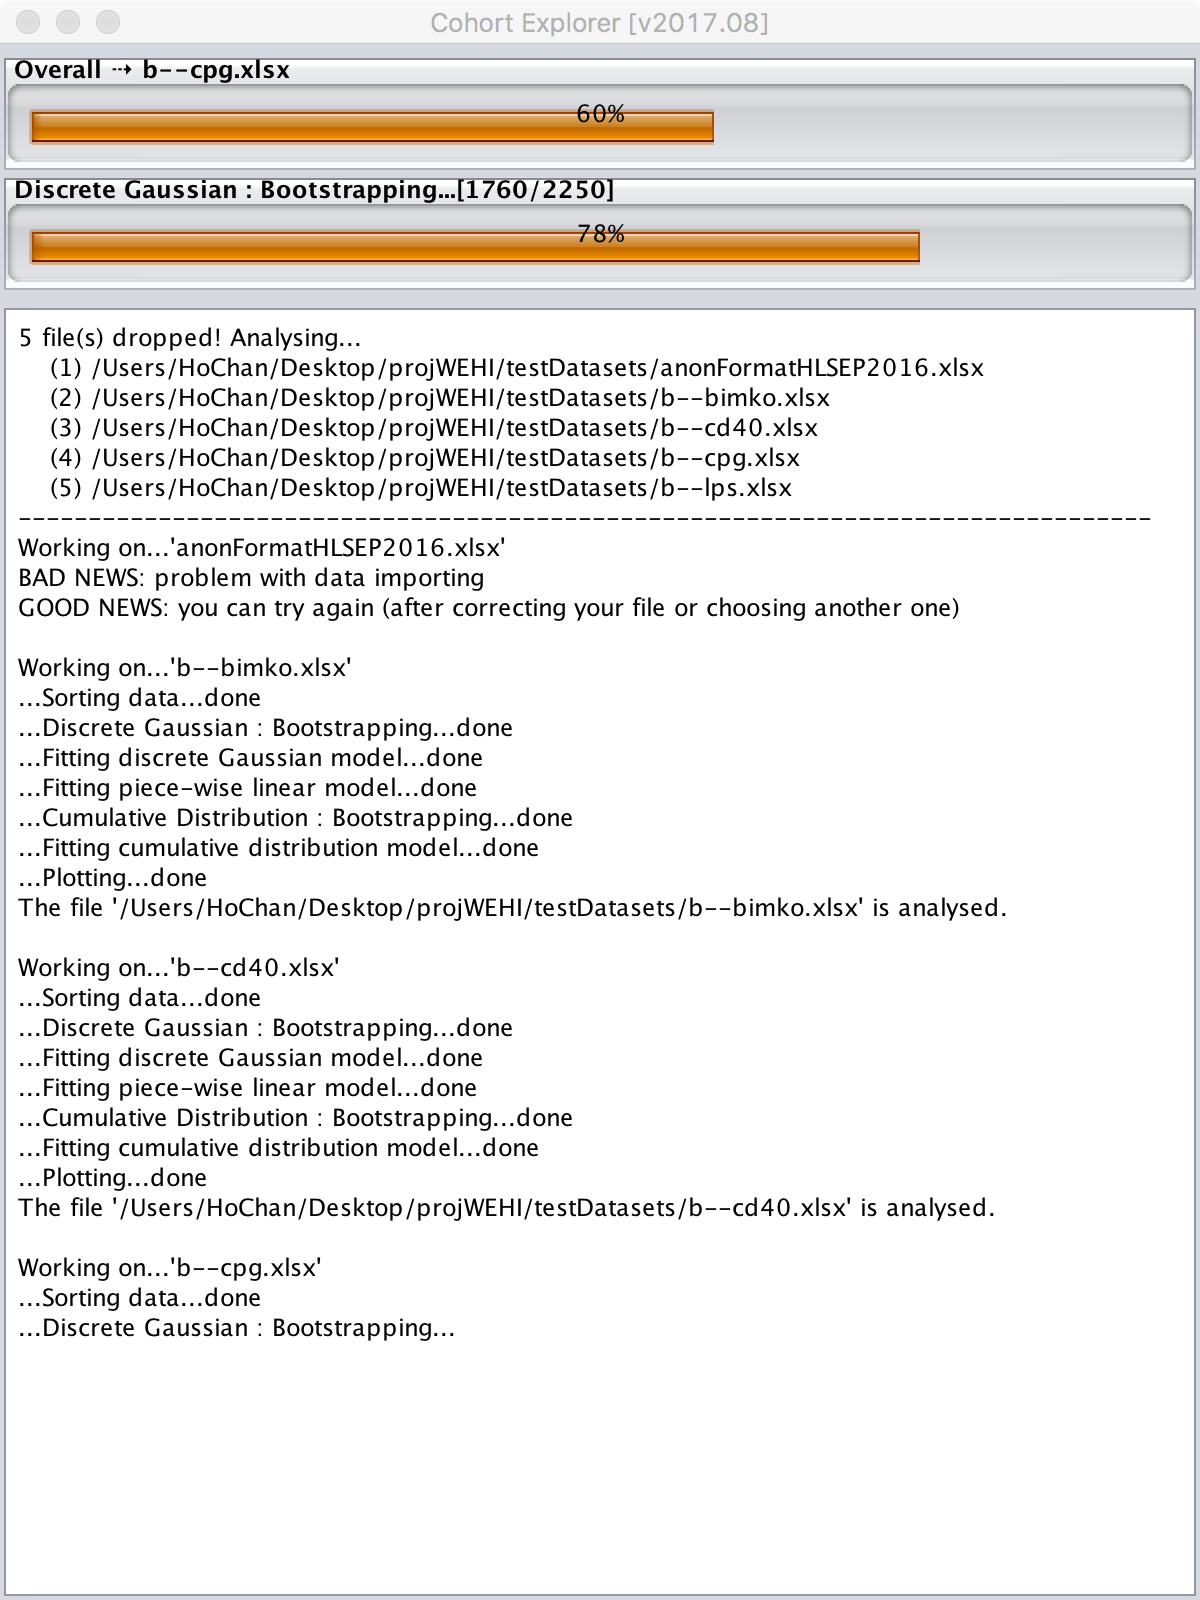 Cohort Explorer [v2017.08]
Overall ⇢ b--cpg.xlsx
60%
Discrete Gaussian : Bootstrapping...[1760/2250]
78%
5 file(s) dropped! Analysing...
(1) /Users/HoChan/Desktop/projWEHI/testDatasets/anonFormatHLSEP2016.xlsx
(2) /Users/HoChan/Desktop/projWEHI/testDatasets/b--bimko.xlsx
(3) /Users/HoChan/Desktop/projWEHI/testDatasets/b--cd40.xlsx
(4) /Users/HoChan/Desktop/projWEHI/testDatasets/b--cpg.xlsx
(5) /Users/HoChan/Desktop/projWEHI/testDatasets/b--lps.xlsx
---------------------------------------------------------------------------------
Working on...'anonFormatHLSEP2016.xlsx'
BAD NEWS: problem with data importing
GOOD NEWS: you can try again (after correcting your file or choosing another one)
Working on...'b--bimko.xlsx'
...Sorting data...done
...Discrete Gaussian : Bootstrapping...done
...Fitting discrete Gaussian model...done
...Fitting piece-wise linear model...done
...Cumulative Distribution : Bootstrapping...done
...Fitting cumulative distribution model...done
...Plotting...done
The file '/Users/HoChan/Desktop/projWEHI/testDatasets/b--bimko.xlsx' is analysed.
Working on...'b--cd40.xlsx'
...Sorting data...done
...Discrete Gaussian : Bootstrapping...done
...Fitting discrete Gaussian model...done
...Fitting piece-wise linear model...done
...Cumulative Distribution : Bootstrapping...done
...Fitting cumulative distribution model...done
...Plotting...done
The file '/Users/HoChan/Desktop/projWEHI/testDatasets/b--cd40.xlsx' is analysed.
Working on...'b--cpg.xlsx'
...Sorting data...done
...Discrete Gaussian : Bootstrapping...